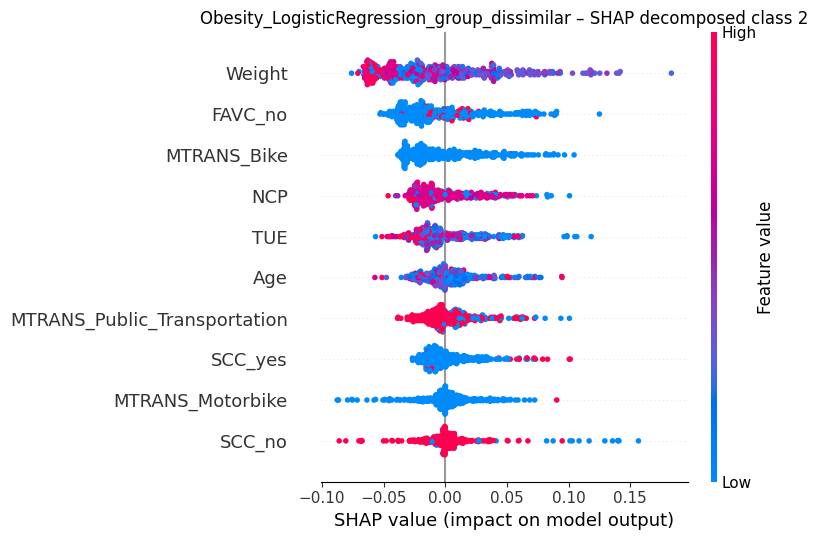 Obesity_LogisticRegression_group_dissimilar – SHAP decomposed class 2
High
Weight
FAVC_no
MTRANS_Bike
NCP
TUE
Age
MTRANS_Public_Transportation
SCC_yes
MTRANS_Motorbike
SCC_no
Feature value
Low
−0.10 −0.05 0.00 0.05 0.10 0.15
SHAP value (impact on model output)